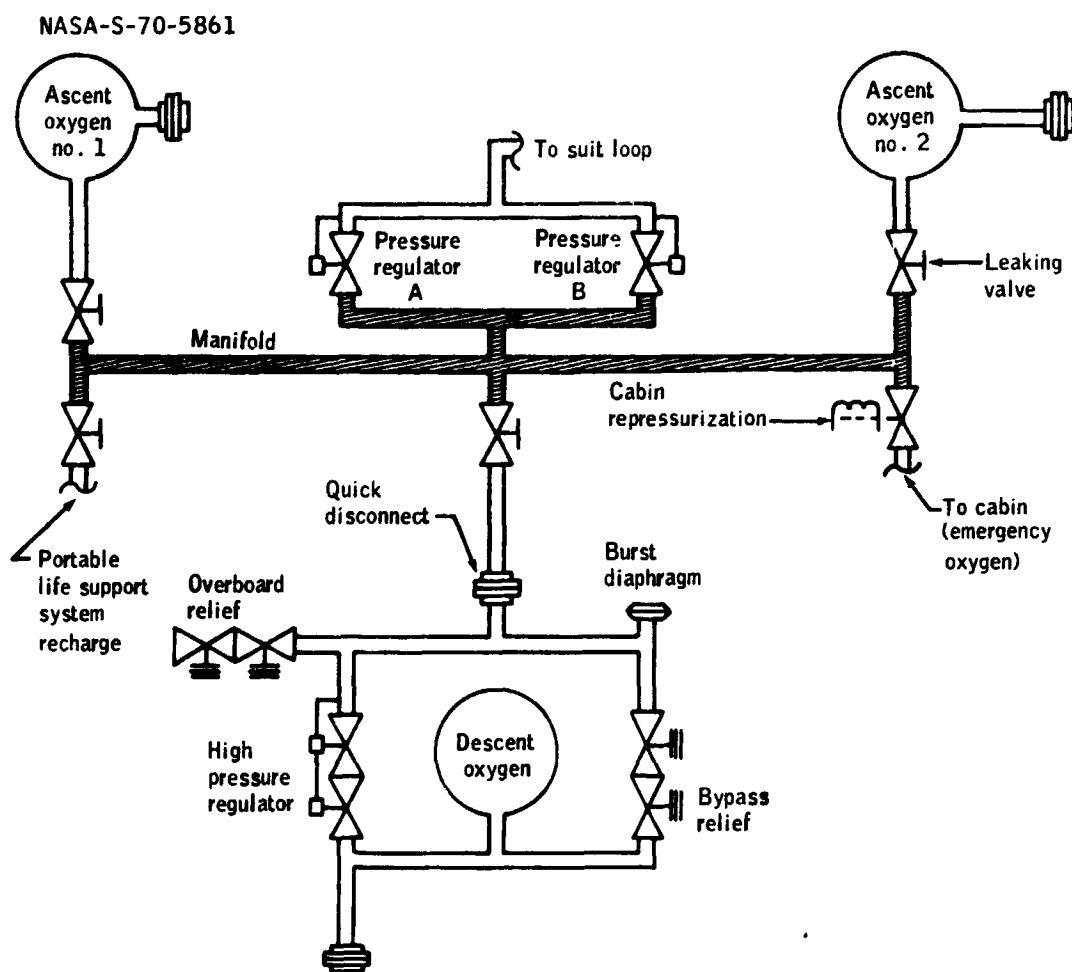 NASA-S-70-5861
Ascent
oxygen
no. 1
Ascent
oxygen
no. 2
To suit loop
Pressure
regulator
A
Pressure
regulator
B
Leaking
valve
Manifold
Cabin
repressurization
Quick
disconnect
To cabin
(emergency
oxygen)
Portable
life support
system
recharge
Overboard
relief
Burst
diaphragm
High
pressure
regulator
Descent
oxygen
Bypass
relief